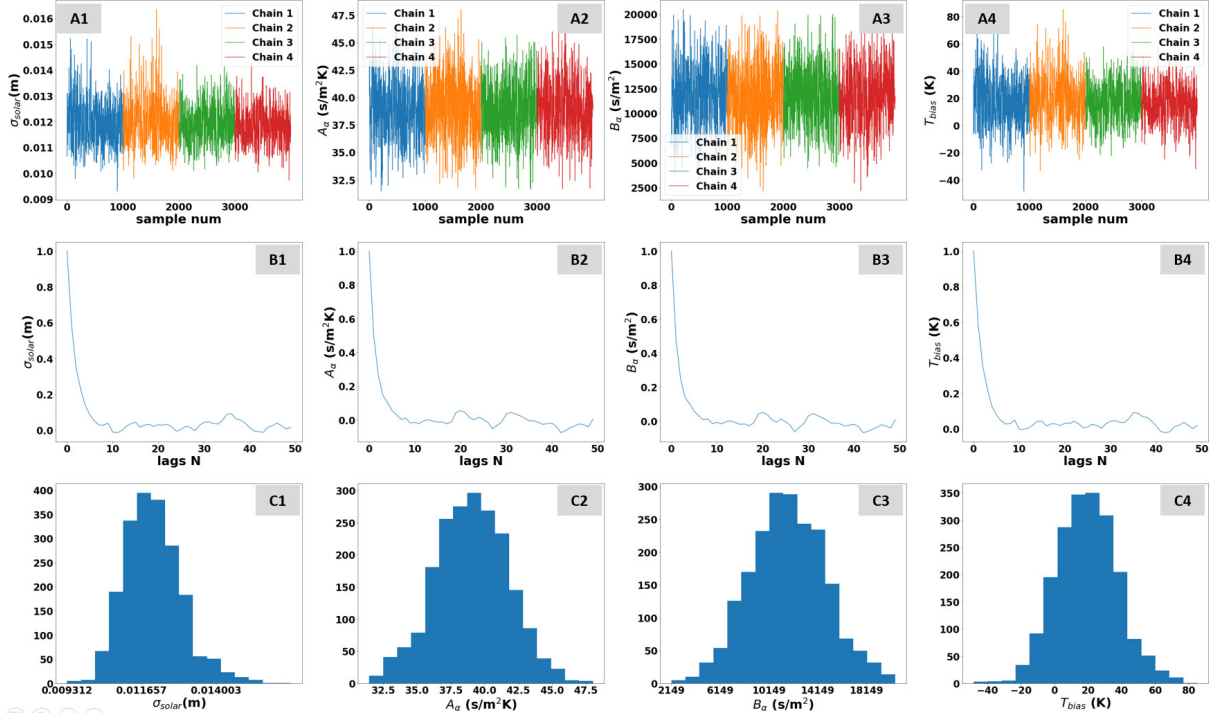 A1
0.016
0.015
0.014
0.013
0.012
0.011
0.010
0.009
σsolar(m)
Chain 1
Chain 2
Chain 3
Chain 4
0 1000 2000 3000
sample num
A2
47.5
45.0
42.5
40.0
37.5
35.0
32.5
Aα (s/m²K)
Chain 1
Chain 2
Chain 3
Chain 4
0 1000 2000 3000
sample num
A3
20000
17500
15000
12500
10000
7500
5000
2500
Bα (s/m²)
Chain 1
Chain 2
Chain 3
Chain 4
0 1000 2000 3000
sample num
A4
80
60
40
20
0
−20
−40
Tbias (K)
Chain 1
Chain 2
Chain 3
Chain 4
0 1000 2000 3000
sample num
B1
1.0
0.8
0.6
0.4
0.2
0.0
σsolar(m)
0 10 20 30 40 50
lags N
B2
1.0
0.8
0.6
0.4
0.2
0.0
Aα (s/m²K)
0 10 20 30 40 50
lags N
B3
1.0
0.8
0.6
0.4
0.2
0.0
Bα (s/m²)
0 10 20 30 40 50
lags N
B4
1.0
0.8
0.6
0.4
0.2
0.0
Tbias (K)
0 10 20 30 40 50
lags N
C1
400
350
300
250
200
150
100
50
0
0.009312 0.011657 0.014003
σsolar(m)
C2
300
250
200
150
100
50
0
32.5 35.0 37.5 40.0 42.5 45.0 47.5
Aα (s/m²K)
C3
300
250
200
150
100
50
0
2149 6149 10149 14149 18149
Bα (s/m²)
C4
350
300
250
200
150
100
50
0
−40 −20 0 20 40 60 80
Tbias (K)